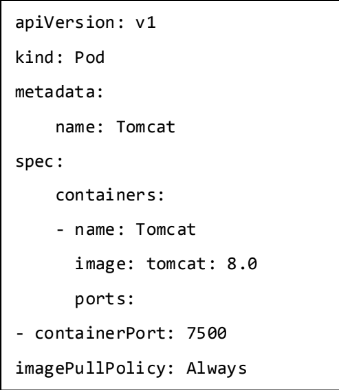 apiVersion: v1
kind: Pod
metadata:
    name: Tomcat
spec:
    containers:
    - name: Tomcat
      image: tomcat: 8.0
      ports:
- containerPort: 7500
imagePullPolicy: Always